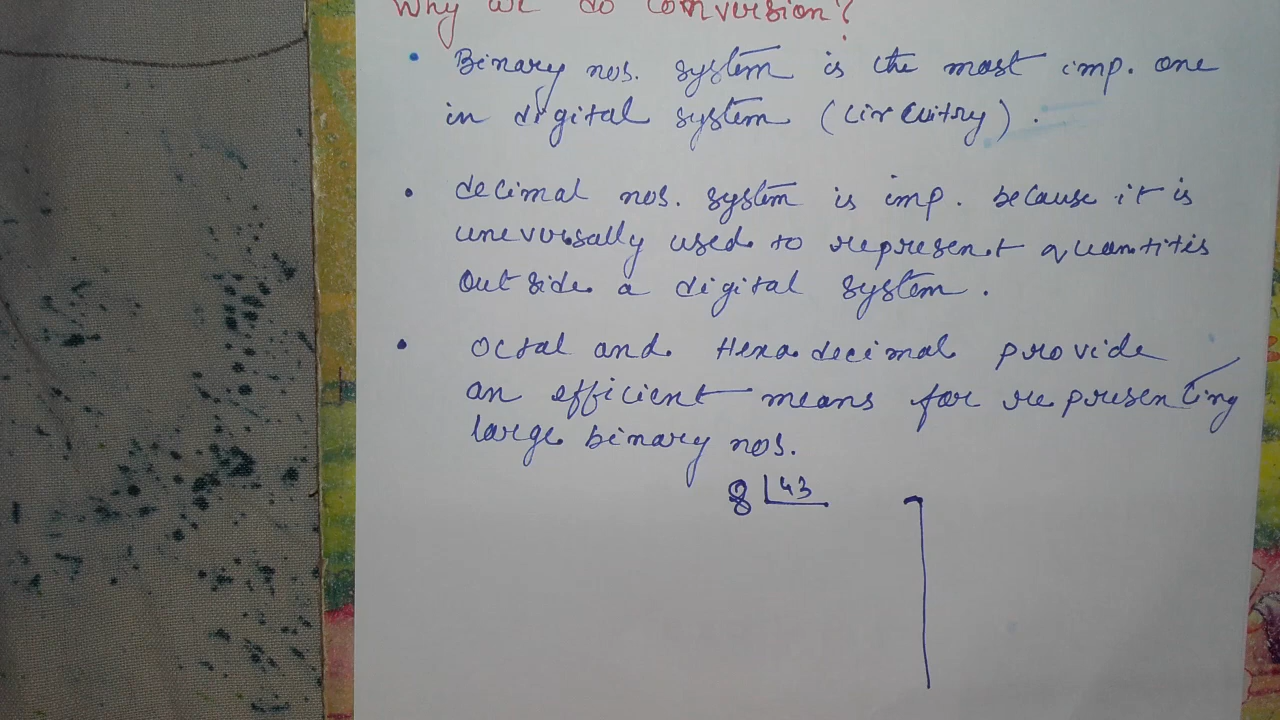 Why we do conversion?
• Binary nos. system is the most imp. one
in digital system (circuitry).
• decimal nos. system is imp. because it is
universally used to represent quantitis
outside a digital system.
• Octal and Hexadecimal provide
an efficient means for representing
large binary nos.
8 43